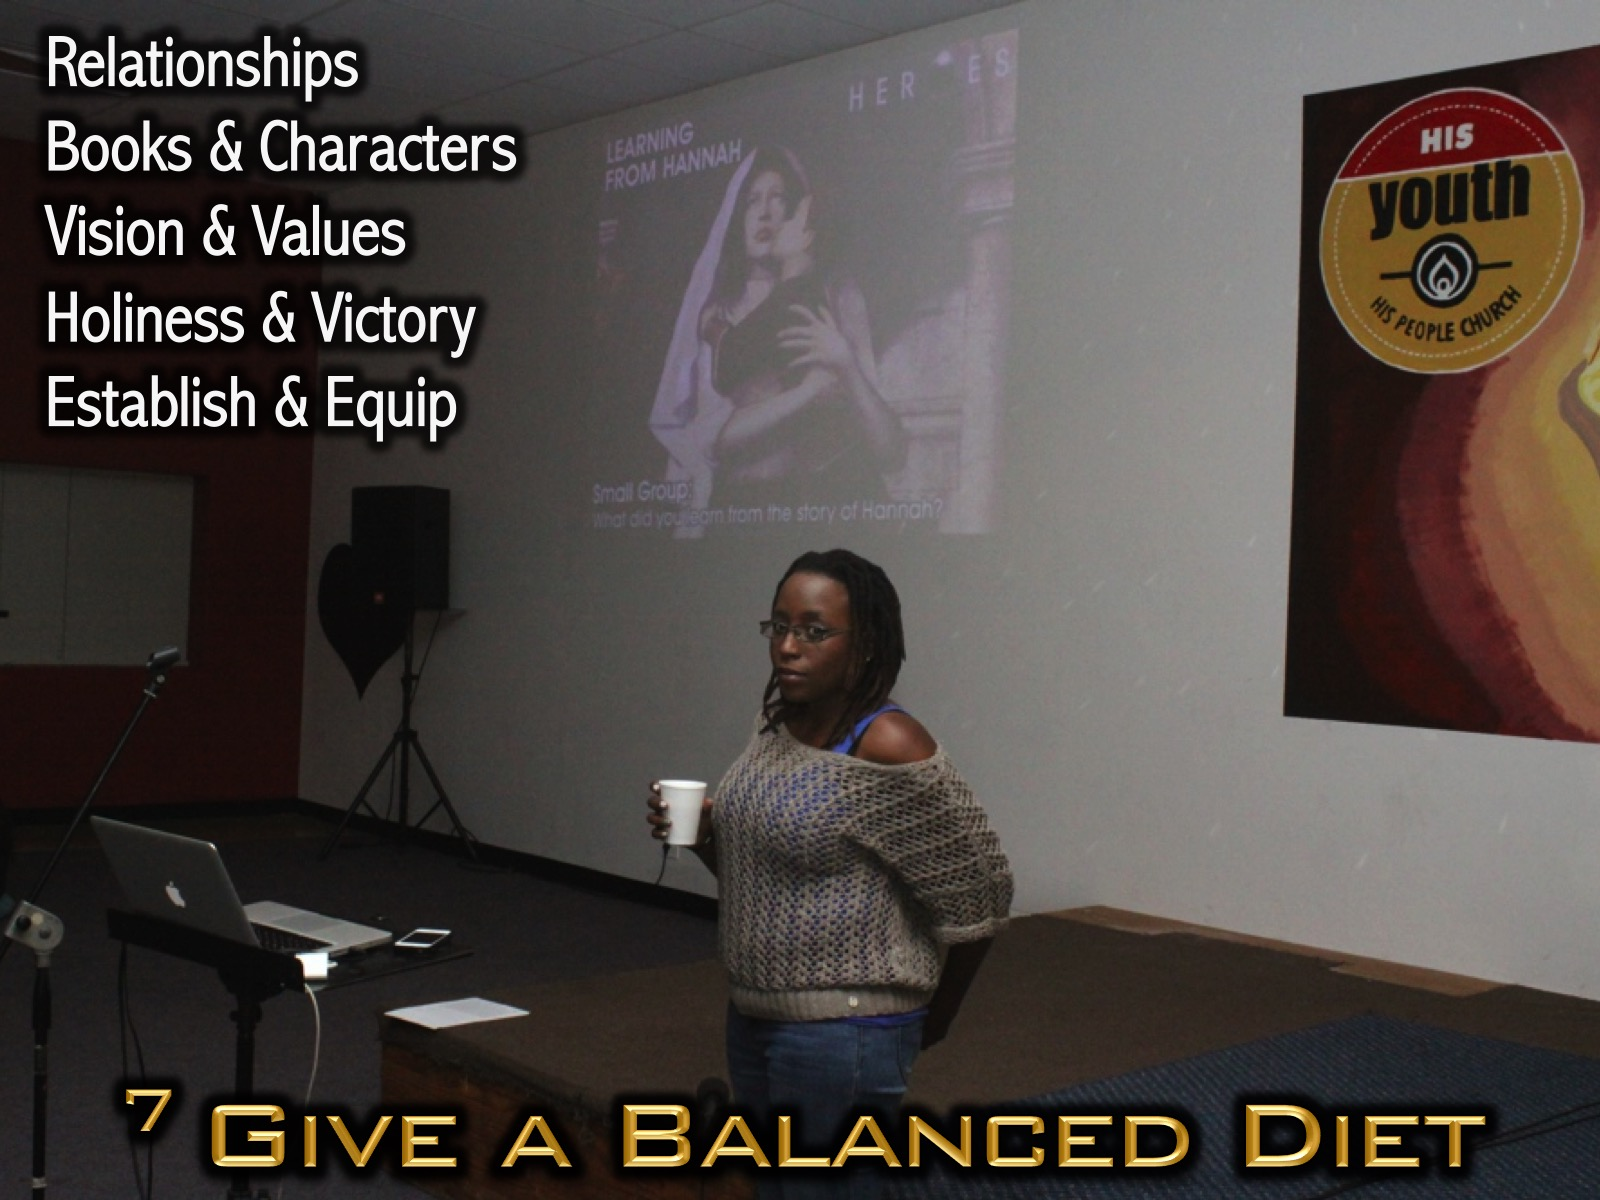 Relationships
Books & Characters
Vision & Values
Holiness & Victory
Establish & Equip
HER ES
LEARNING
FROM HANNAH
Small Group:
What did you learn from the story of Hannah?
HIS
youth
HIS PEOPLE CHURCH
7 GIVE A BALANCED DIET